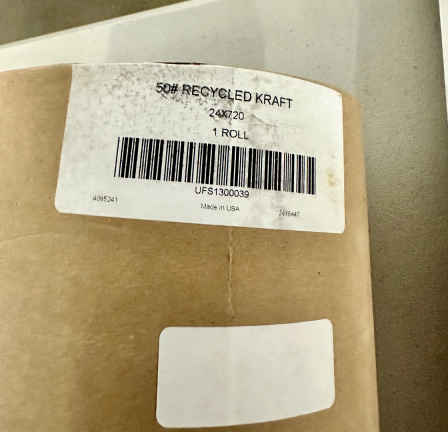 50# RECYCLED KRAFT
24X720
1 ROLL
UFS1300039
Made in USA